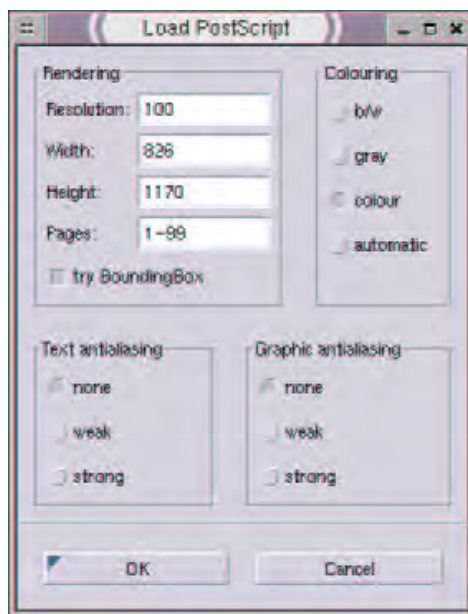 Load PostScript
Rendering
Resolution: 100
Width: 826
Height: 1170
Pages: 1-99
try BoundingBox
Colouring
b/w
gray
colour
automatic
Text antialiasing
none
weak
strong
Graphic antialiasing
none
weak
strong
OK
Cancel